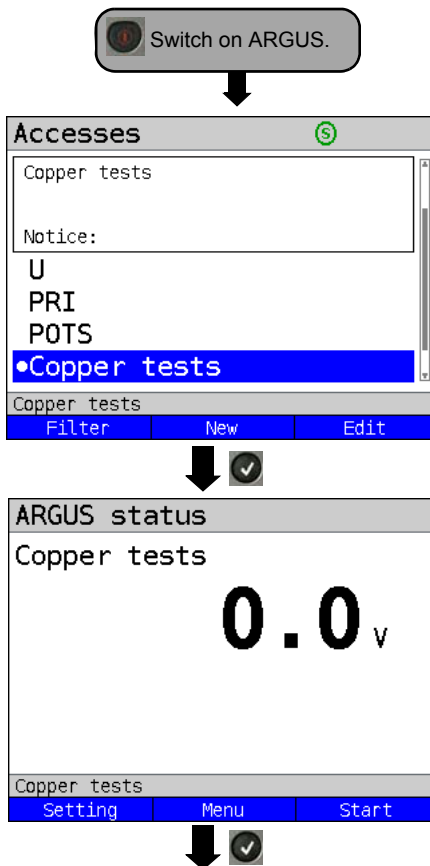 Switch on ARGUS.
Accesses S
Copper tests
Notice:
U
PRI
POTS
•Copper tests
Copper tests
Filter New Edit
ARGUS status
Copper tests
0.0 V
Copper tests
Setting Menu Start